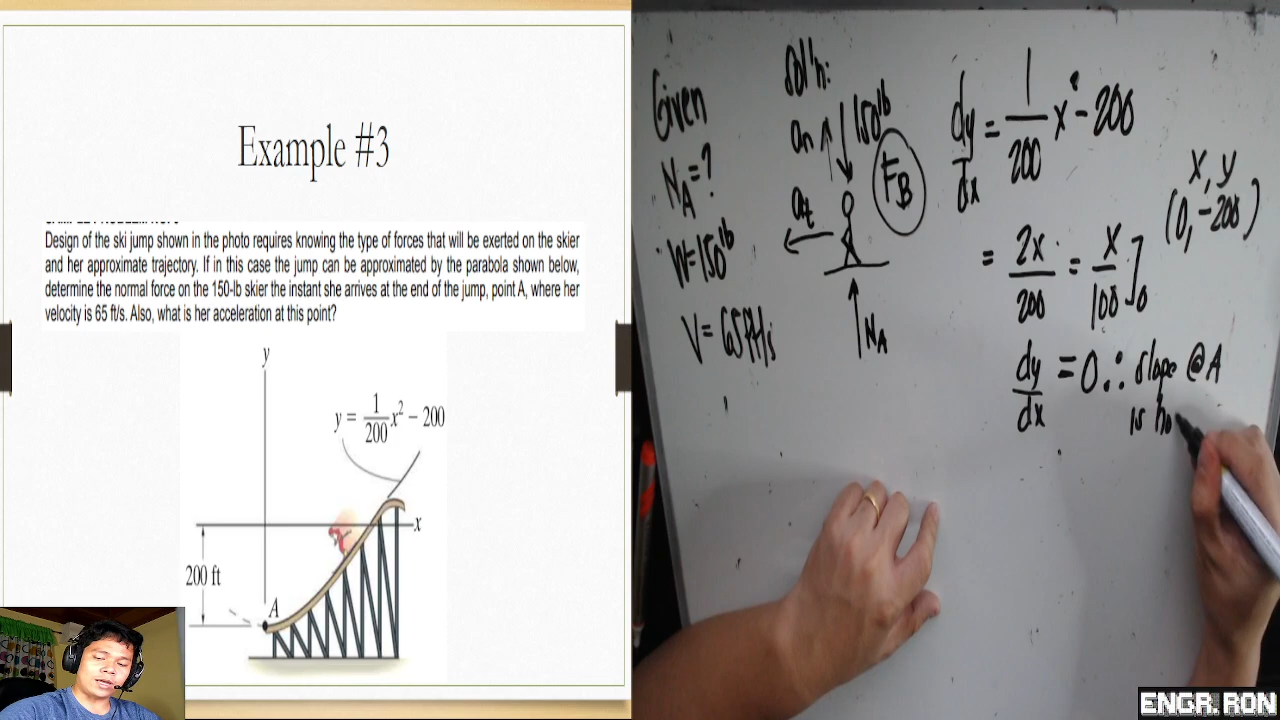 Example #3
Design of the ski jump shown in the photo requires knowing the type of forces that will be exerted on the skier
and her approximate trajectory. If in this case the jump can be approximated by the parabola shown below,
determine the normal force on the 150-lb skier the instant she arrives at the end of the jump, point A, where her
velocity is 65 ft/s. Also, what is her acceleration at this point?
y
y = 1/200 x² - 200
x
200 ft
A
Given
N_A = ?
W = 150 lb
V = 65 ft/s
Sol'n:
an
150 lb
at
FB
N_A
dy/dx = 1/200 x² - 200
x, y
(0, -200)
= 2x/200 = x/100 ]0
dy/dx = 0 ∴ slope @ A
is ho
ENGR. RON